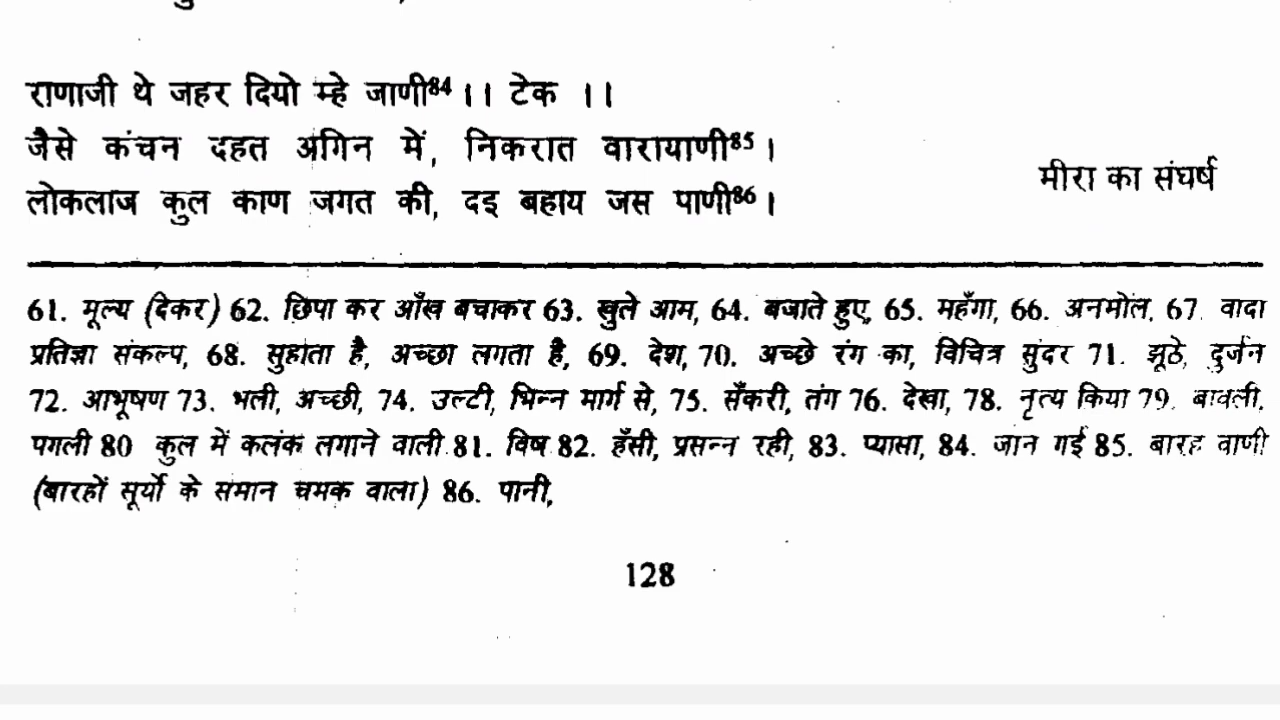 राणाजी थे जहर दियो म्हे जाणी⁸⁴।। टेक ।।
जैसे कंचन दहत अगिन में, निकरात वारायाणी⁸⁵।
लोकलाज कुल काण जगत की, दइ बहाय जस पाणी⁸⁶।
मीरा का संघर्ष
61. मूल्य (देकर) 62. छिपा कर आँख बचाकर 63. खुते आम, 64. बजाते हुए, 65. महँगा, 66. अनमोल, 67. वादा
प्रतिज्ञा संकल्प, 68. सुहाता है, अच्छा लगता है, 69. देश, 70. अच्छे रंग का, विचित्र सुंदर 71. झूठे, दुर्जन
72. आभूषण 73. भली, अच्छी, 74. उल्टी, भिन्न मार्ग से, 75. सँकरी, तंग 76. देखा, 78. नृत्य किया 79. बावली,
पगली 80 कुल में कलंक लगाने वाली 81. विष 82. हँसी, प्रसन्न रही, 83. प्यासा, 84. जान गई 85. बारह वाणी
(बारहों सूर्यो के समान चमक वाला) 86. पानी,
128